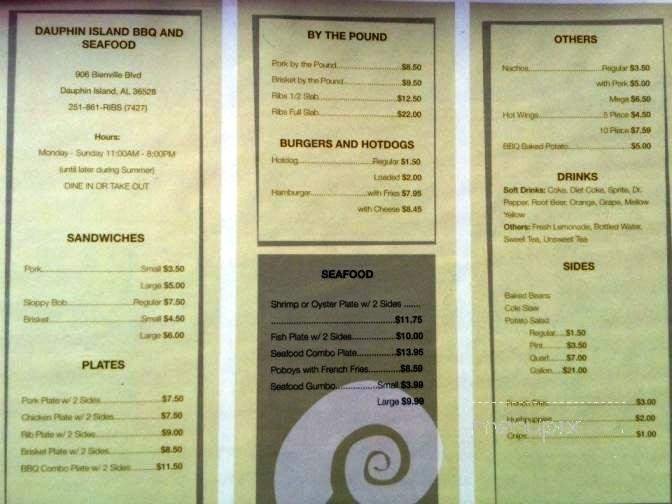 DAUPHIN ISLAND BBQ AND
SEAFOOD
906 Bienville Blvd
Dauphin Island, AL 36528
251-861-RIBS (7427)
Hours:
Monday - Sunday 11:00AM - 8:00PM
(until later during Summer)
DINE IN OR TAKE OUT
SANDWICHES
Pork..............................Small $3.50
Large $5.00
Sloppy Bob....................Regular $7.50
Brisket............................Small $4.50
Large $6.00
PLATES
Pork Plate w/ 2 Sides....................$7.50
Chicken Plate w/ 2 Sides...............$7.50
Rib Plate w/ 2 Sides......................$9.00
Brisket Plate w/ 2 Sides.................$8.50
BBQ Combo Plate w/ 2 Sides.......$11.50
BY THE POUND
Pork by the Pound......................$8.50
Brisket by the Pound...................$9.50
Ribs 1/2 Slab.............................$12.50
Ribs Full Slab............................$22.00
BURGERS AND HOTDOGS
Hotdog..............................Regular $1.50
Loaded $2.00
Hamburger...................with Fries $7.95
with Cheese $8.45
SEAFOOD
Shrimp or Oyster Plate w/ 2 Sides .......
........................................$11.75
Fish Plate w/ 2 Sides.............$10.00
Seafood Combo Plate............$13.95
Poboys with French Fries.........$8.59
Seafood Gumbo................Small $3.99
Large $9.99
OTHERS
Nachos..............................Regular $3.50
with Pork $5.00
Mega $6.50
Hot Wings..........................5 Piece $4.50
10 Piece $7.59
BBQ Baked Potato.......................$5.00
DRINKS
Soft Drinks: Coke, Diet Coke, Sprite, Dr.
Pepper, Root Beer, Orange, Grape, Mellow
Yellow
Others: Fresh Lemonade, Bottled Water,
Sweet Tea, Unsweet Tea
SIDES
Baked Beans
Cole Slaw
Potato Salad
Regular....$1.50
Pint..........$3.50
Quart........$7.00
Gallon....$21.00
French Fries................................$3.00
Hushpuppies................................$2.00
Chips..........................................$1.00